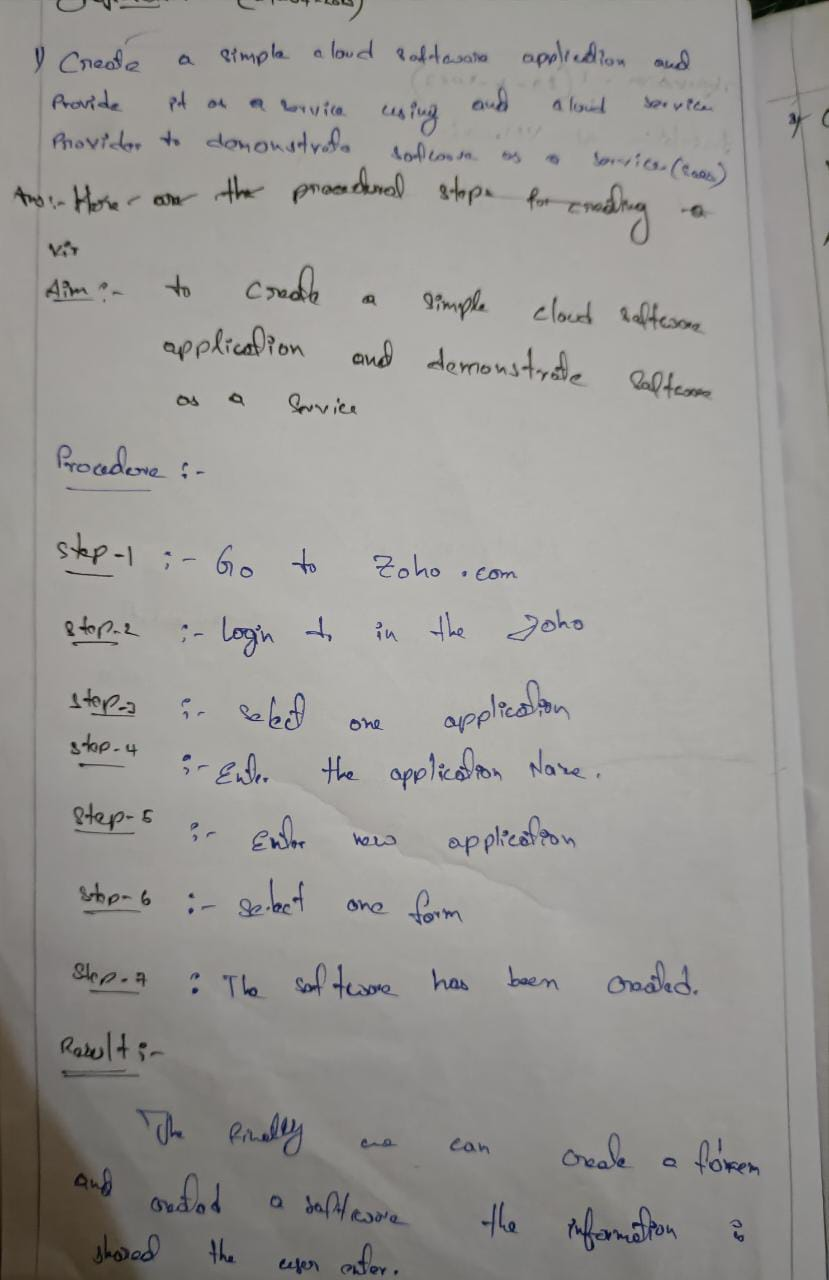 1) Create a simple cloud software application and
Provide it as a service using and cloud service
Provider to demonstrate software as a service (saas)
Ans:- Here are the procedural steps for creating a
Vir
Aim :- to Create a simple cloud software
application and demonstrate software
as a Service
Procedure :-
Step-1 :- Go to Zoho.com
Step-2 :- login in the Zoho
Step-3 :- select one application
Step-4 :- Enter the application Name.
Step-5 :- Enter new application
Step-6 :- select one form
Step-7 : The software has been created.
Result :-
The Finally we can create a form
and created a software the information is
shared the user enter.